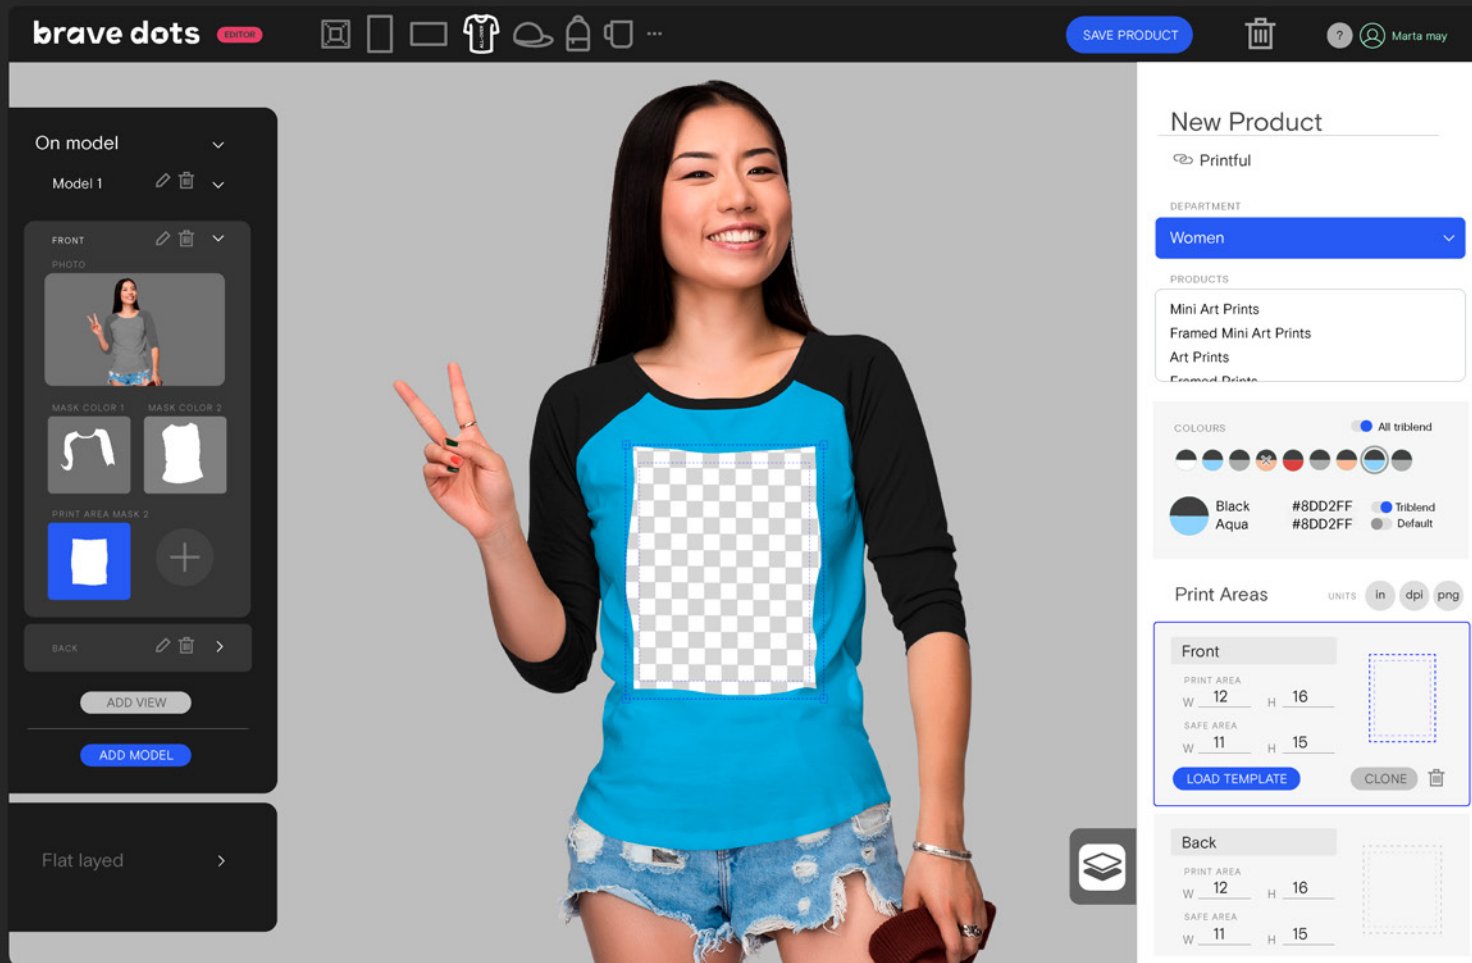 brave dots EDITOR
ALL-OVER
...
SAVE PRODUCT
? Marta may
On model
Model 1
FRONT
PHOTO
MASK COLOR 1 MASK COLOR 2
PRINT AREA MASK 2
BACK
ADD VIEW
ADD MODEL
Flat layed
New Product
Printful
DEPARTMENT
Women
PRODUCTS
Mini Art Prints
Framed Mini Art Prints
Art Prints
Framed Prints
COLOURS All triblend
Black #8DD2FF Triblend
Aqua #8DD2FF Default
Print Areas UNITS in dpi png
Front
PRINT AREA
W 12 H 16
SAFE AREA
W 11 H 15
LOAD TEMPLATE CLONE
Back
PRINT AREA
W 12 H 16
SAFE AREA
W 11 H 15